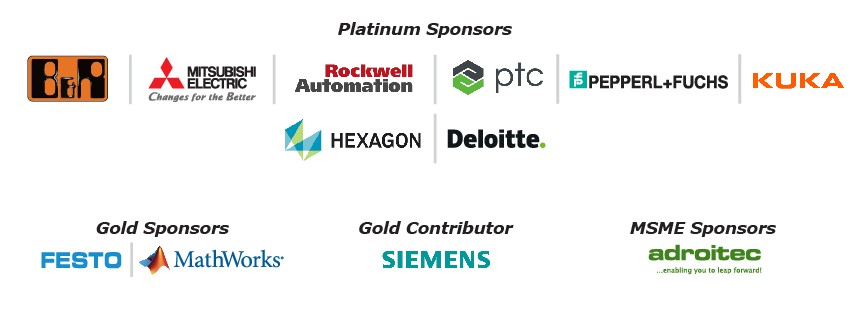 Platinum Sponsors
B&R
MITSUBISHI
ELECTRIC
Changes for the Better
Rockwell
Automation
ptc
PEPPERL+FUCHS
KUKA
HEXAGON
Deloitte.
Gold Sponsors
FESTO
MathWorks
Gold Contributor
SIEMENS
MSME Sponsors
adroitec
...enabling you to leap forward!